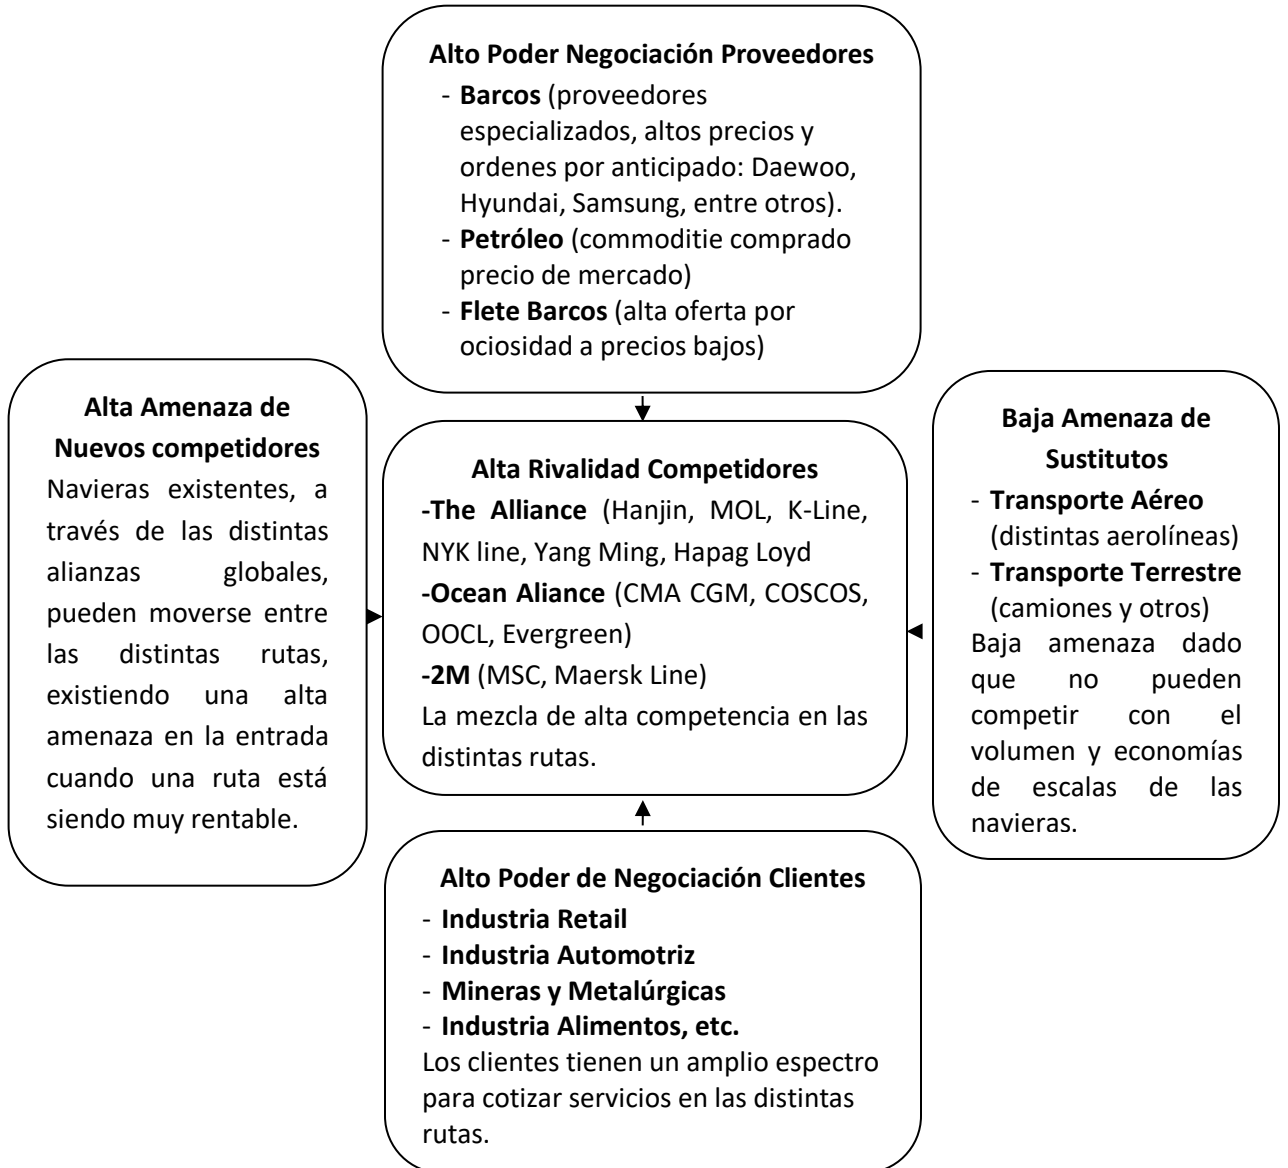 Alto Poder Negociación Proveedores
- Barcos (proveedores
especializados, altos precios y
ordenes por anticipado: Daewoo,
Hyundai, Samsung, entre otros).
- Petróleo (commoditie comprado
precio de mercado)
- Flete Barcos (alta oferta por
ociosidad a precios bajos)
Alta Amenaza de
Nuevos competidores
Navieras existentes, a
través de las distintas
alianzas globales,
pueden moverse entre
las distintas rutas,
existiendo una alta
amenaza en la entrada
cuando una ruta está
siendo muy rentable.
Alta Rivalidad Competidores
-The Alliance (Hanjin, MOL, K-Line,
NYK line, Yang Ming, Hapag Loyd
-Ocean Aliance (CMA CGM, COSCOS,
OOCL, Evergreen)
-2M (MSC, Maersk Line)
La mezcla de alta competencia en las
distintas rutas.
Baja Amenaza de
Sustitutos
- Transporte Aéreo
(distintas aerolíneas)
- Transporte Terrestre
(camiones y otros)
Baja amenaza dado
que no pueden
competir con el
volumen y economías
de escalas de las
navieras.
Alto Poder de Negociación Clientes
- Industria Retail
- Industria Automotriz
- Mineras y Metalúrgicas
- Industria Alimentos, etc.
Los clientes tienen un amplio espectro
para cotizar servicios en las distintas
rutas.